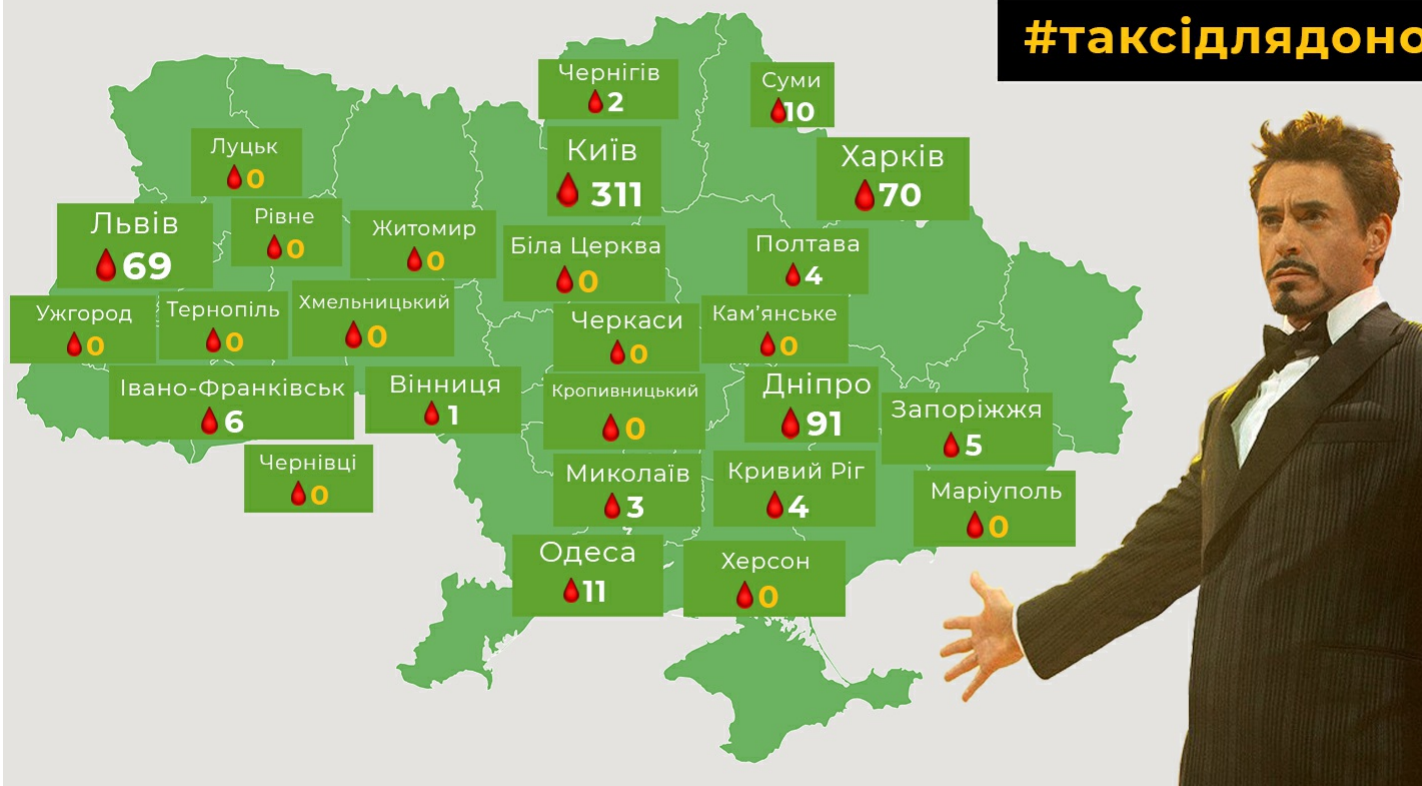 #таксідлядоно
Чернігів
2
Суми
10
Луцьк
0
Київ
311
Харків
70
Львів
69
Рівне
0
Житомир
0
Біла Церква
0
Полтава
4
Ужгород
0
Тернопіль
0
Хмельницький
0
Черкаси
0
Кам’янське
0
Івано-Франківськ
6
Вінниця
1
Кропивницький
0
Дніпро
91
Запоріжжя
5
Чернівці
0
Миколаїв
3
Кривий Ріг
4
Маріуполь
0
Одеса
11
Херсон
0